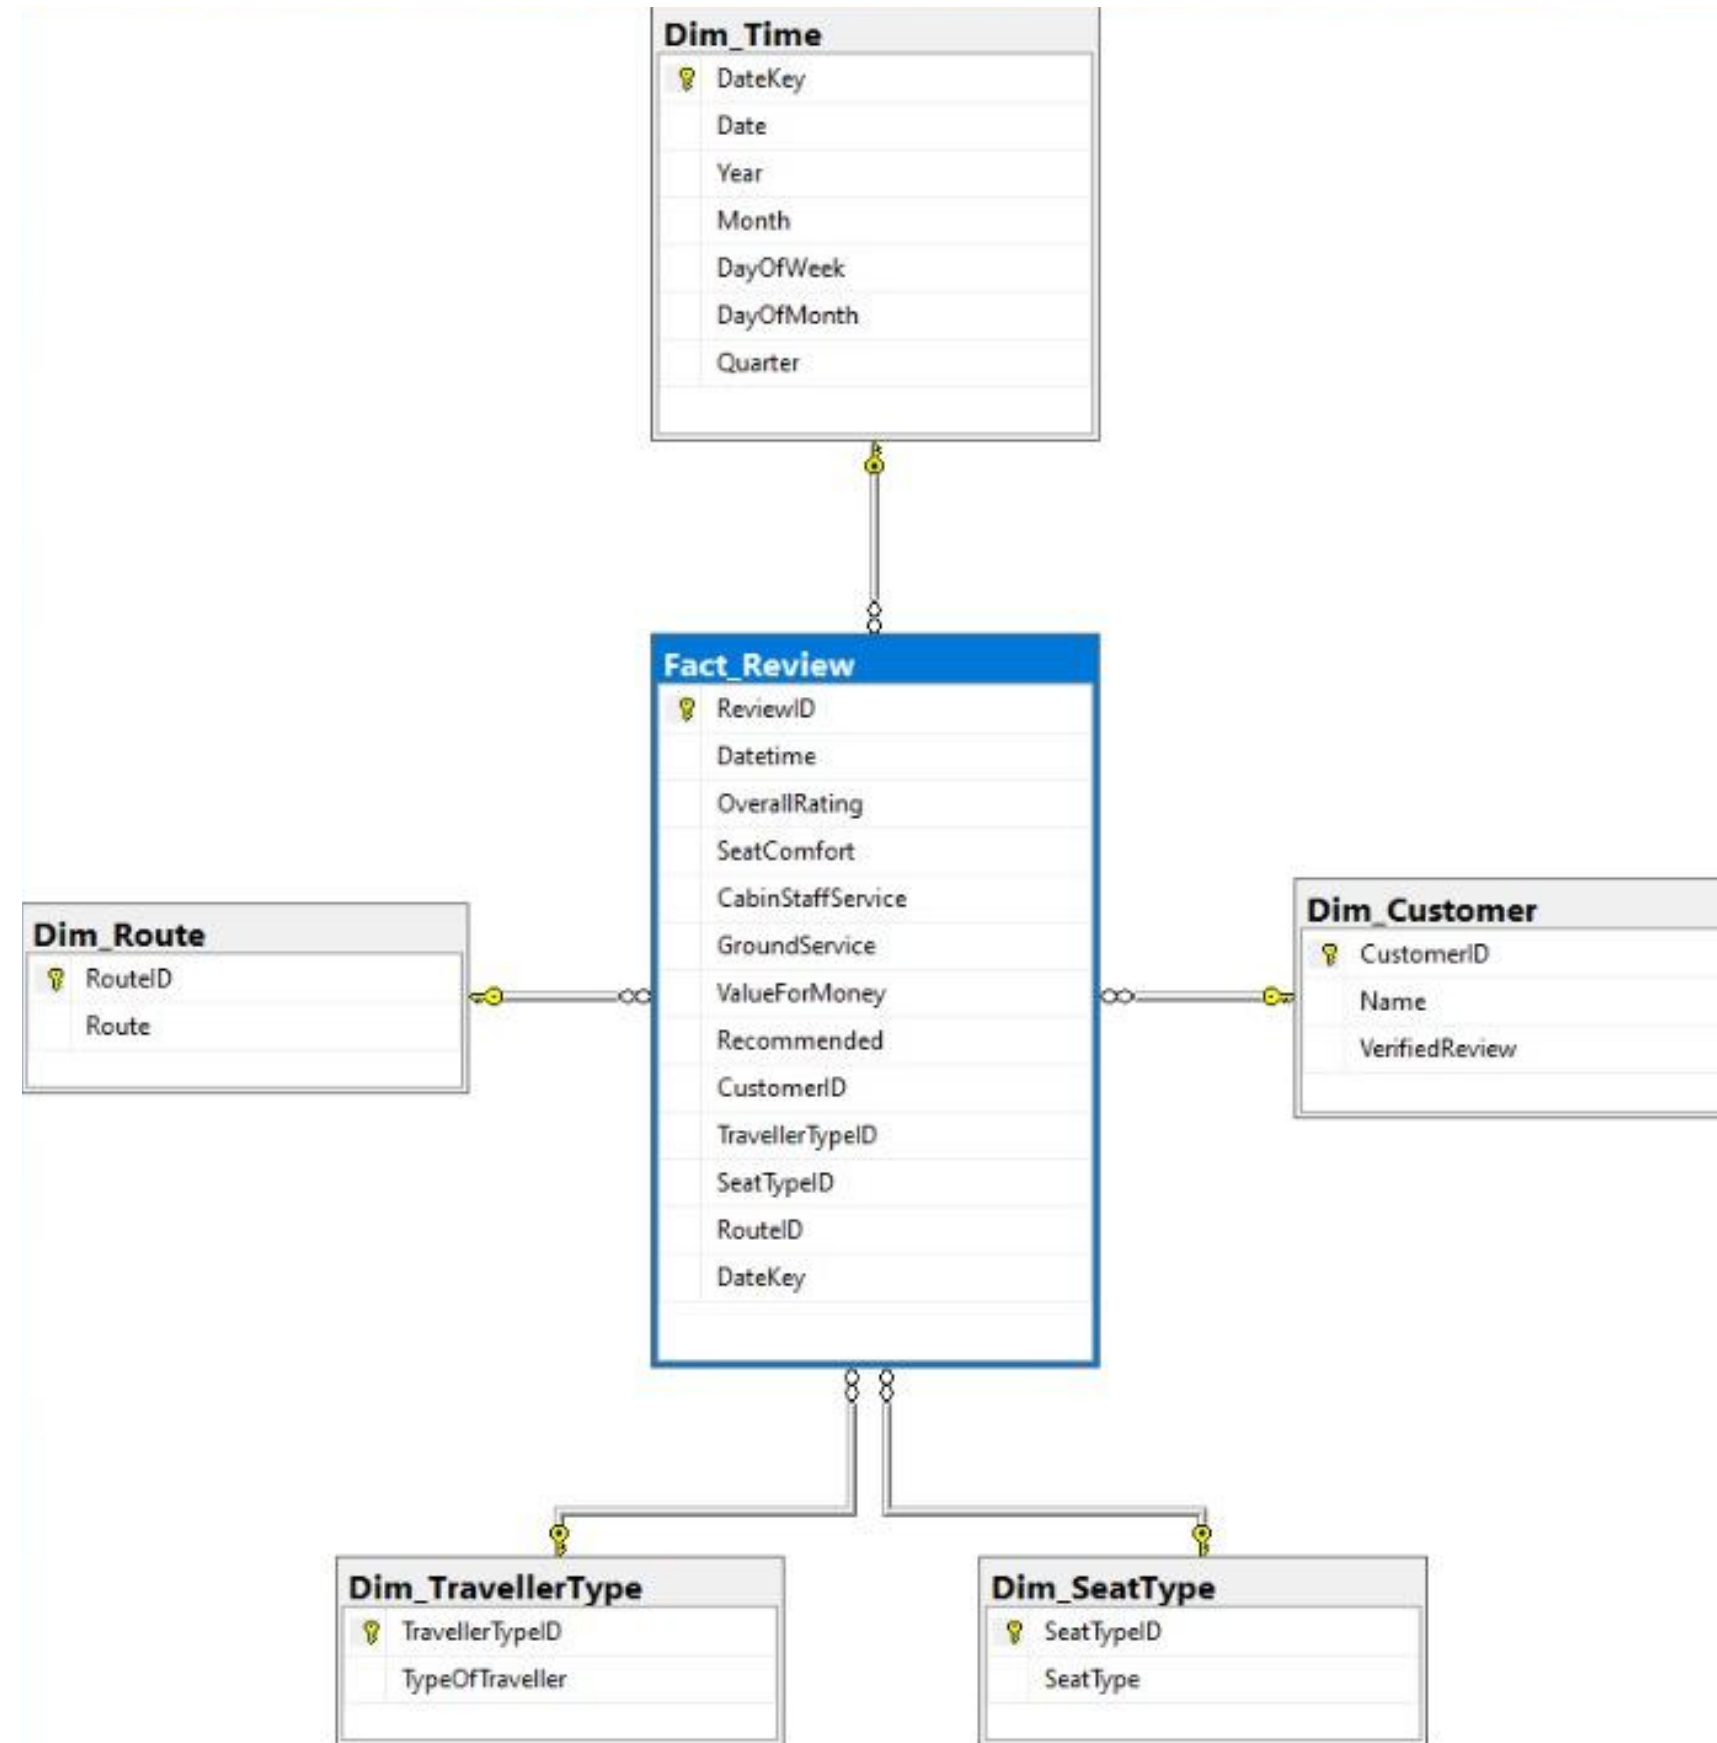 Dim_Time
DateKey
Date
Year
Month
DayOfWeek
DayOfMonth
Quarter
Fact_Review
ReviewID
Datetime
OverallRating
SeatComfort
CabinStaffService
GroundService
ValueForMoney
Recommended
CustomerID
TravellerTypeID
SeatTypeID
RouteID
DateKey
Dim_Route
RouteID
Route
Dim_Customer
CustomerID
Name
VerifiedReview
Dim_TravellerType
TravellerTypeID
TypeOfTraveller
Dim_SeatType
SeatTypeID
SeatType